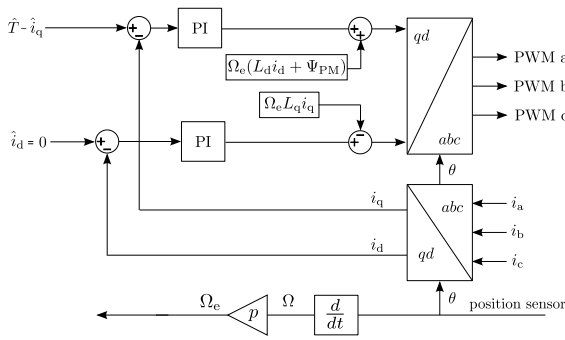 T̂ ~ î_q
PI
qd
abc
PWM a
PWM b
PWM c
Ω_e(L_d i_d + Ψ_PM)
Ω_e L_q i_q
î_d = 0
PI
θ
i_q
abc
qd
i_a
i_b
i_c
i_d
θ
position sensor
Ω_e
p
Ω
d/dt